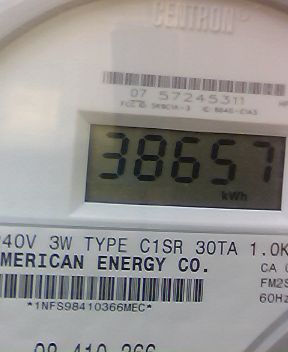 CENTRON
07 57245311
38657
kWh
240V 3W TYPE C1SR 30TA 1.0K
AMERICAN ENERGY CO.
CA
FM2S
60Hz
*1NFS98410366MEC*